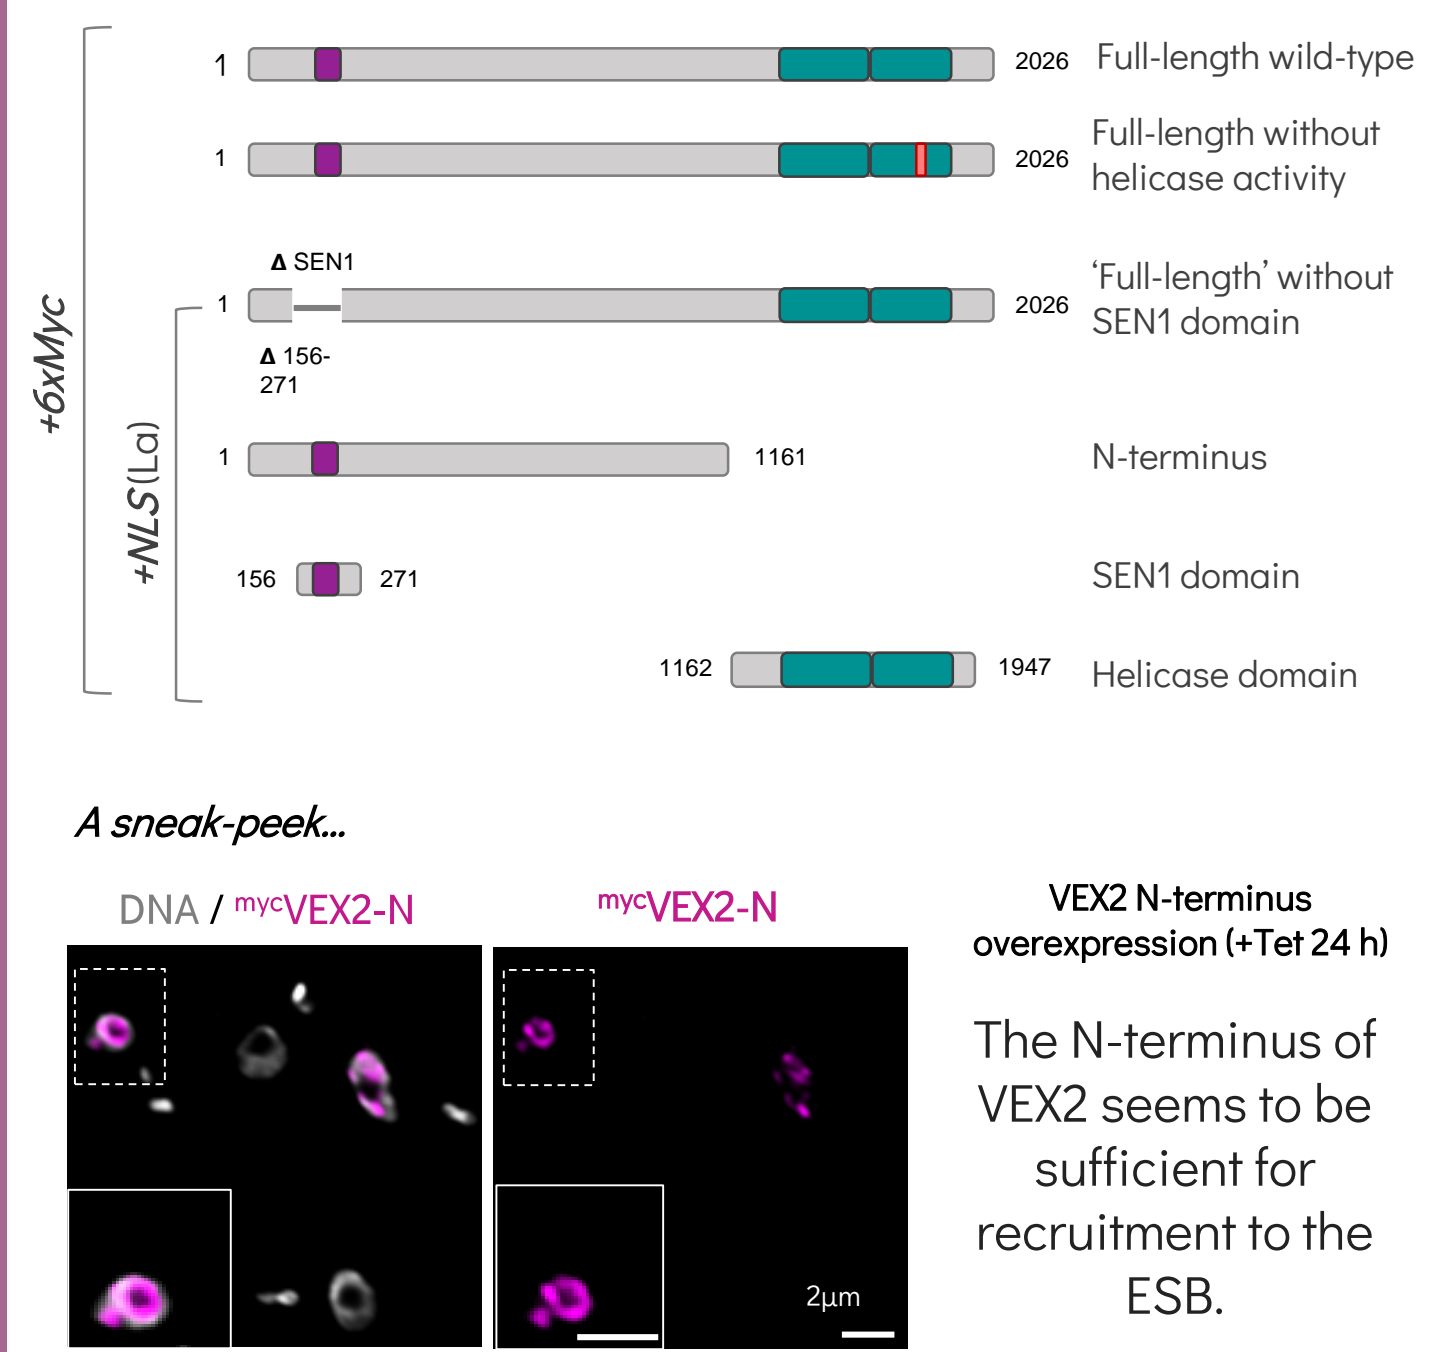 1
2026
Full-length wild-type
1
2026
Full-length without
helicase activity
Δ SEN1
1
2026
'Full-length' without
SEN1 domain
Δ 156-
271
+6xMyc
+NLS(La)
1
1161
N-terminus
156
271
SEN1 domain
1162
1947
Helicase domain
A sneak-peek...
DNA / mycVEX2-N
mycVEX2-N
VEX2 N-terminus
overexpression (+Tet 24 h)
The N-terminus of
VEX2 seems to be
sufficient for
recruitment to the
ESB.
2µm